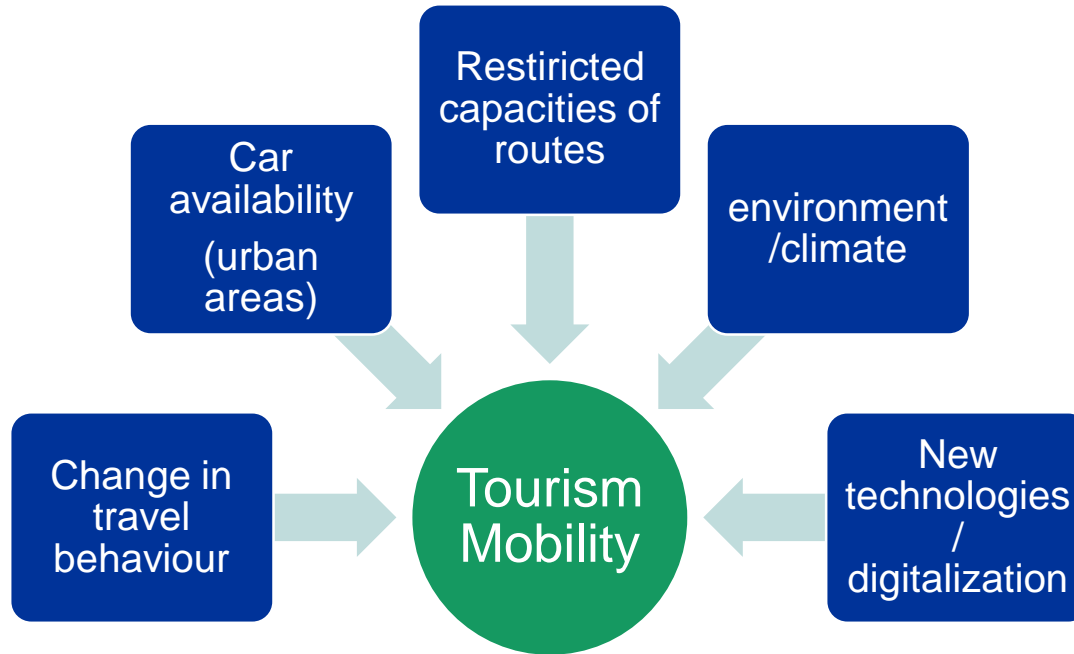 Restiricted
capacities of
routes
Car
availability
(urban
areas)
environment
/climate
Change in
travel
behaviour
Tourism
Mobility
New
technologies
/
digitalization